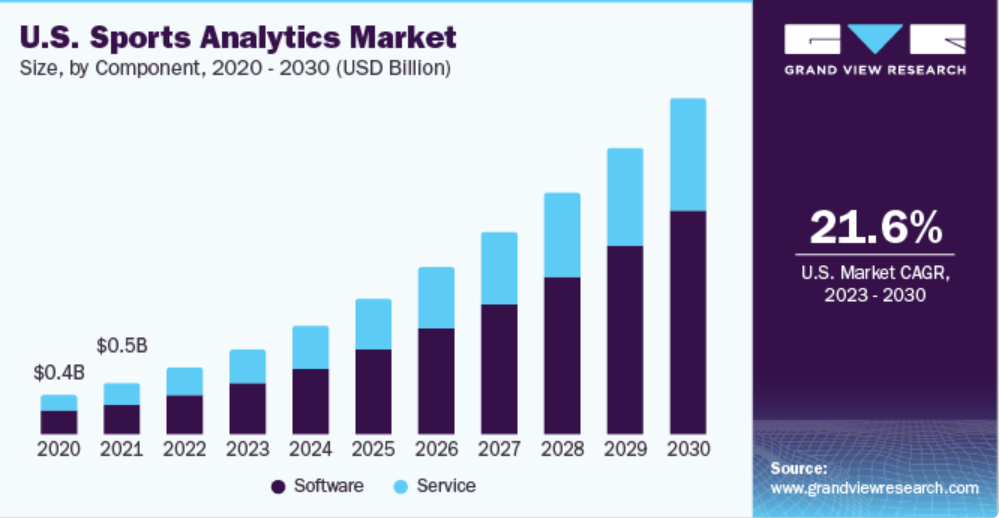 U.S. Sports Analytics Market
Size, by Component, 2020 - 2030 (USD Billion)
$0.4B
$0.5B
2020 2021 2022 2023 2024 2025 2026 2027 2028 2029 2030
Software Service
GRAND VIEW RESEARCH
21.6%
U.S. Market CAGR,
2023 - 2030
Source:
www.grandviewresearch.com